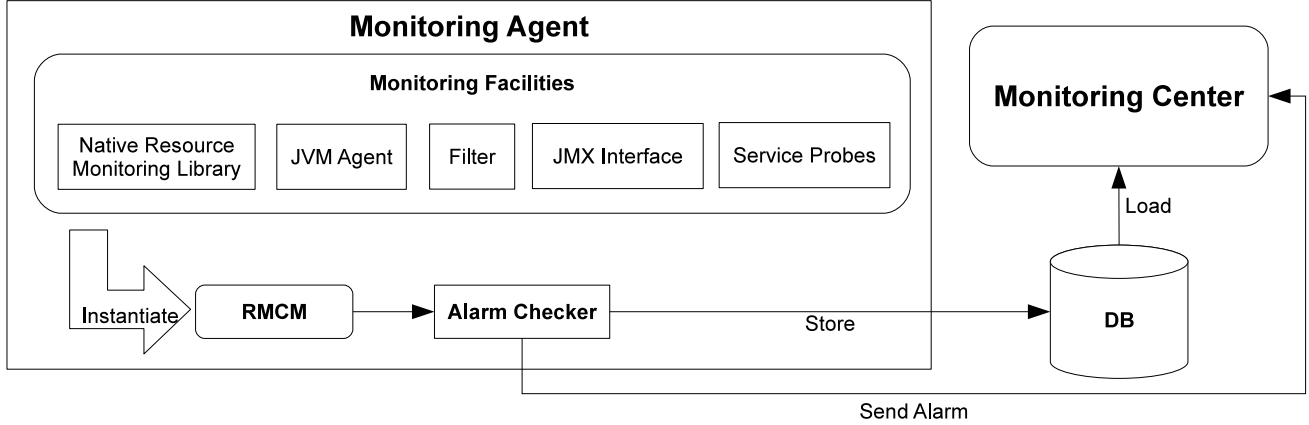 Monitoring Agent
Monitoring Facilities
Native Resource
Monitoring Library
JVM Agent
Filter
JMX Interface
Service Probes
Monitoring Center
Load
Instantiate
RMCM
Alarm Checker
Store
DB
Send Alarm